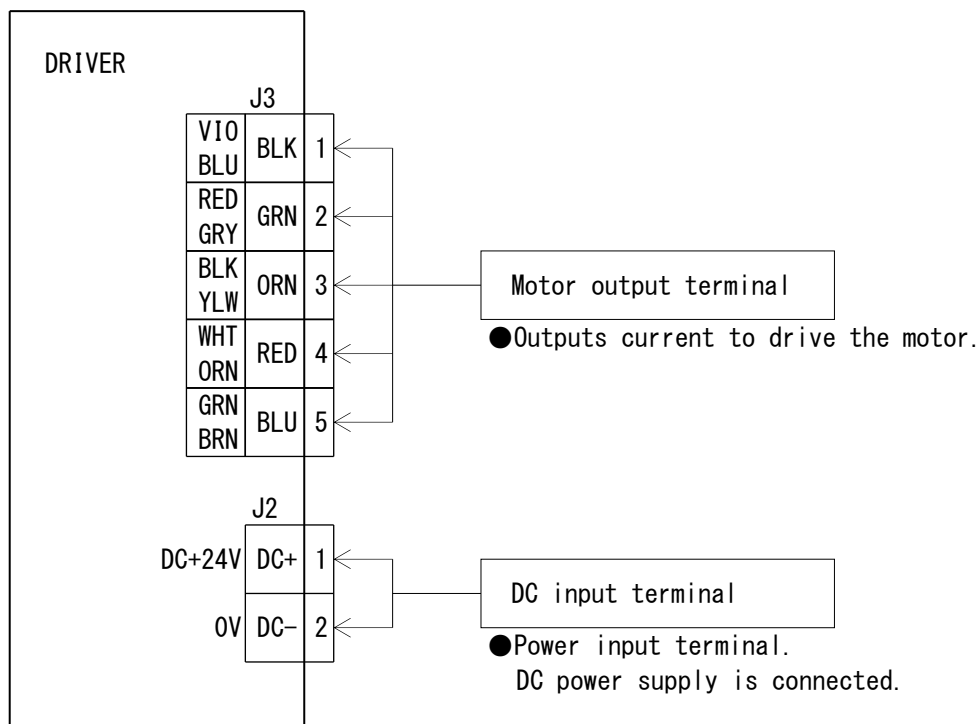 DRIVER
J3
VIO
BLU
BLK
1
RED
GRY
GRN
2
BLK
YLW
ORN
3
WHT
ORN
RED
4
GRN
BRN
BLU
5
Motor output terminal
●Outputs current to drive the motor.
J2
DC+24V DC+ 1
0V DC- 2
DC input terminal
●Power input terminal.
DC power supply is connected.